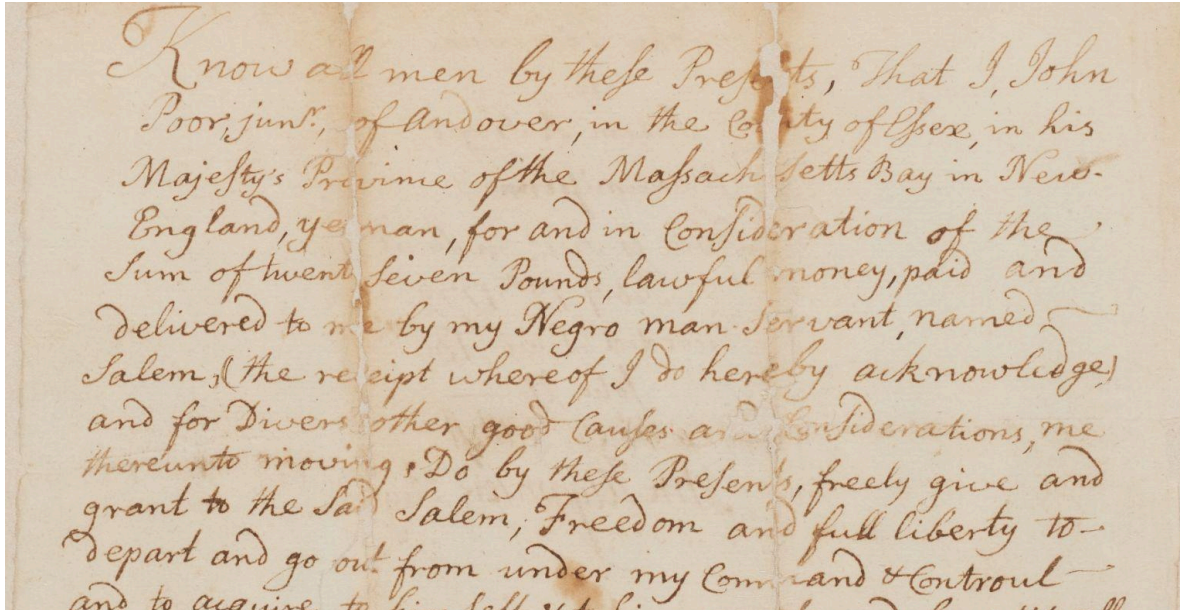 Know all men by these Presents, That I, John
Poor, junr., of Andover, in the County of Essex, in his
Majesty's Province of the Massachusetts Bay in New-
England, yeoman, for and in Consideration of the
Sum of twenty Seven Pounds, lawful money, paid and
delivered to me by my Negro man-Servant, named
Salem, (the receipt whereof I do hereby acknowledge)
and for Divers other good Causes and Considerations, me
thereunto moving, Do by these Presents, freely give and
grant to the Said Salem, Freedom and full liberty to
depart and go out from under my Command & Controul
and to acquire to